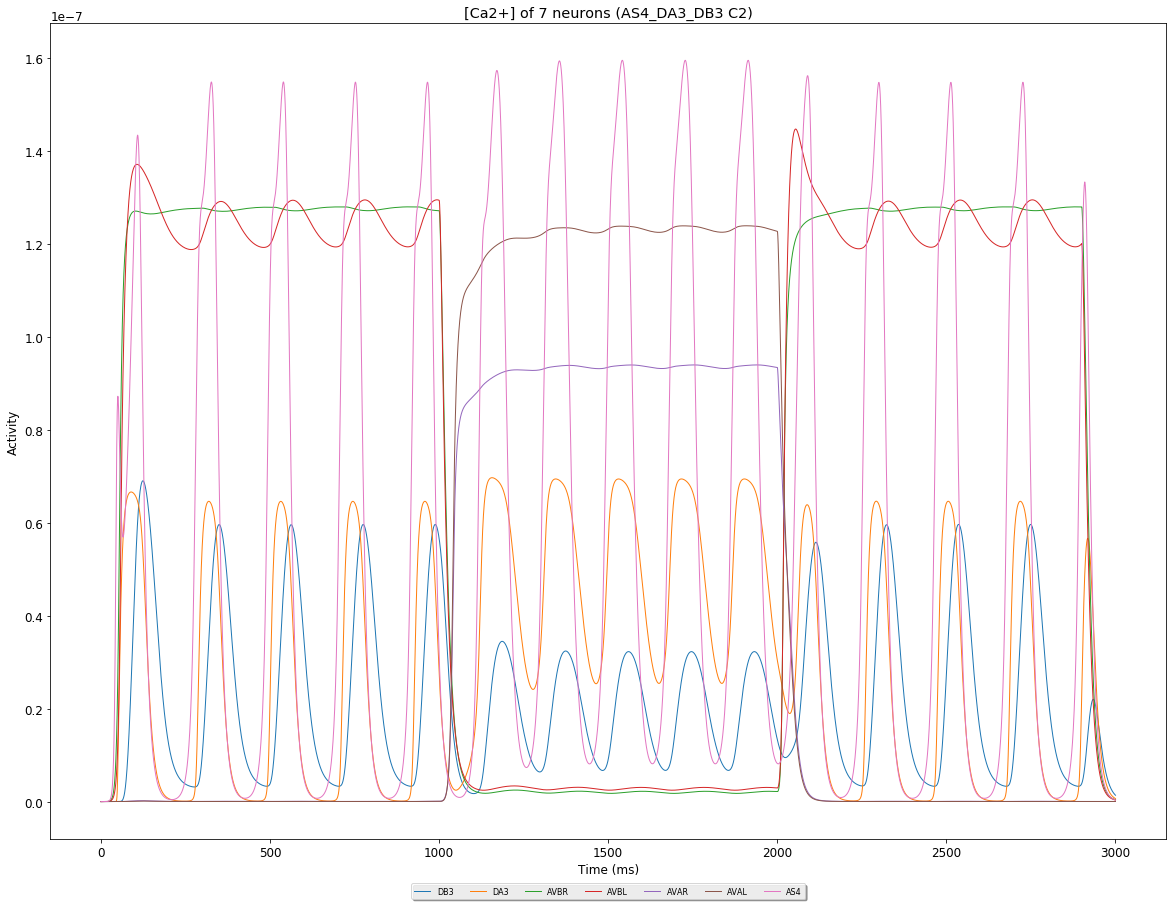 [Ca2+] of 7 neurons (AS4_DA3_DB3 C2)
1e−7
1.6
1.4
1.2
1.0
0.8
0.6
0.4
0.2
0.0
Activity
0 500 1000 1500 2000 2500 3000
Time (ms)
DB3 DA3 AVBR AVBL AVAR AVAL AS4